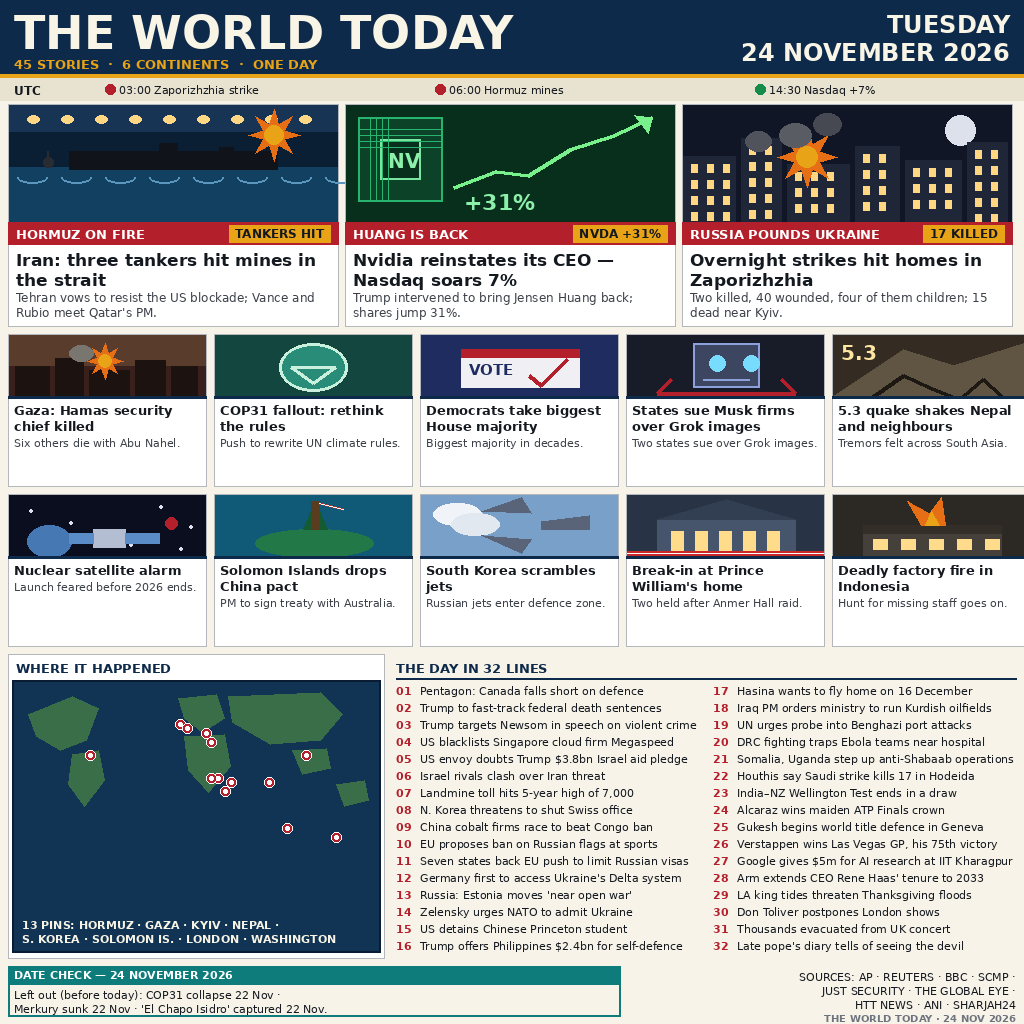 THE WORLD TODAY
45 STORIES · 6 CONTINENTS · ONE DAY
TUESDAY
24 NOVEMBER 2026
UTC
03:00 Zaporizhzhia strike
06:00 Hormuz mines
14:30 Nasdaq +7%
HORMUZ ON FIRE
TANKERS HIT
Iran: three tankers hit mines in
the strait
Tehran vows to resist the US blockade; Vance and
Rubio meet Qatar's PM.
NV
+31%
HUANG IS BACK
NVDA +31%
Nvidia reinstates its CEO —
Nasdaq soars 7%
Trump intervened to bring Jensen Huang back;
shares jump 31%.
RUSSIA POUNDS UKRAINE
17 KILLED
Overnight strikes hit homes in
Zaporizhzhia
Two killed, 40 wounded, four of them children; 15
dead near Kyiv.
Gaza: Hamas security
chief killed
Six others die with Abu Nahel.
COP31 fallout: rethink
the rules
Push to rewrite UN climate rules.
VOTE
Democrats take biggest
House majority
Biggest majority in decades.
States sue Musk firms
over Grok images
Two states sue over Grok images.
5.3
5.3 quake shakes Nepal
and neighbours
Tremors felt across South Asia.
Nuclear satellite alarm
Launch feared before 2026 ends.
Solomon Islands drops
China pact
PM to sign treaty with Australia.
South Korea scrambles
jets
Russian jets enter defence zone.
Break-in at Prince
William's home
Two held after Anmer Hall raid.
Deadly factory fire in
Indonesia
Hunt for missing staff goes on.
WHERE IT HAPPENED
13 PINS: HORMUZ · GAZA · KYIV · NEPAL ·
S. KOREA · SOLOMON IS. · LONDON · WASHINGTON
THE DAY IN 32 LINES
01 Pentagon: Canada falls short on defence
02 Trump to fast-track federal death sentences
03 Trump targets Newsom in speech on violent crime
04 US blacklists Singapore cloud firm Megaspeed
05 US envoy doubts Trump $3.8bn Israel aid pledge
06 Israel rivals clash over Iran threat
07 Landmine toll hits 5-year high of 7,000
08 N. Korea threatens to shut Swiss office
09 China cobalt firms race to beat Congo ban
10 EU proposes ban on Russian flags at sports
11 Seven states back EU push to limit Russian visas
12 Germany first to access Ukraine's Delta system
13 Russia: Estonia moves 'near open war'
14 Zelensky urges NATO to admit Ukraine
15 US detains Chinese Princeton student
16 Trump offers Philippines $2.4bn for self-defence
17 Hasina wants to fly home on 16 December
18 Iraq PM orders ministry to run Kurdish oilfields
19 UN urges probe into Benghazi port attacks
20 DRC fighting traps Ebola teams near hospital
21 Somalia, Uganda step up anti-Shabaab operations
22 Houthis say Saudi strike kills 17 in Hodeida
23 India–NZ Wellington Test ends in a draw
24 Alcaraz wins maiden ATP Finals crown
25 Gukesh begins world title defence in Geneva
26 Verstappen wins Las Vegas GP, his 75th victory
27 Google gives $5m for AI research at IIT Kharagpur
28 Arm extends CEO Rene Haas' tenure to 2033
29 LA king tides threaten Thanksgiving floods
30 Don Toliver postpones London shows
31 Thousands evacuated from UK concert
32 Late pope's diary tells of seeing the devil
DATE CHECK — 24 NOVEMBER 2026
Left out (before today): COP31 collapse 22 Nov ·
Merkury sunk 22 Nov · 'El Chapo Isidro' captured 22 Nov.
SOURCES: AP · REUTERS · BBC · SCMP ·
JUST SECURITY · THE GLOBAL EYE ·
HTT NEWS · ANI · SHARJAH24
THE WORLD TODAY · 24 NOV 2026